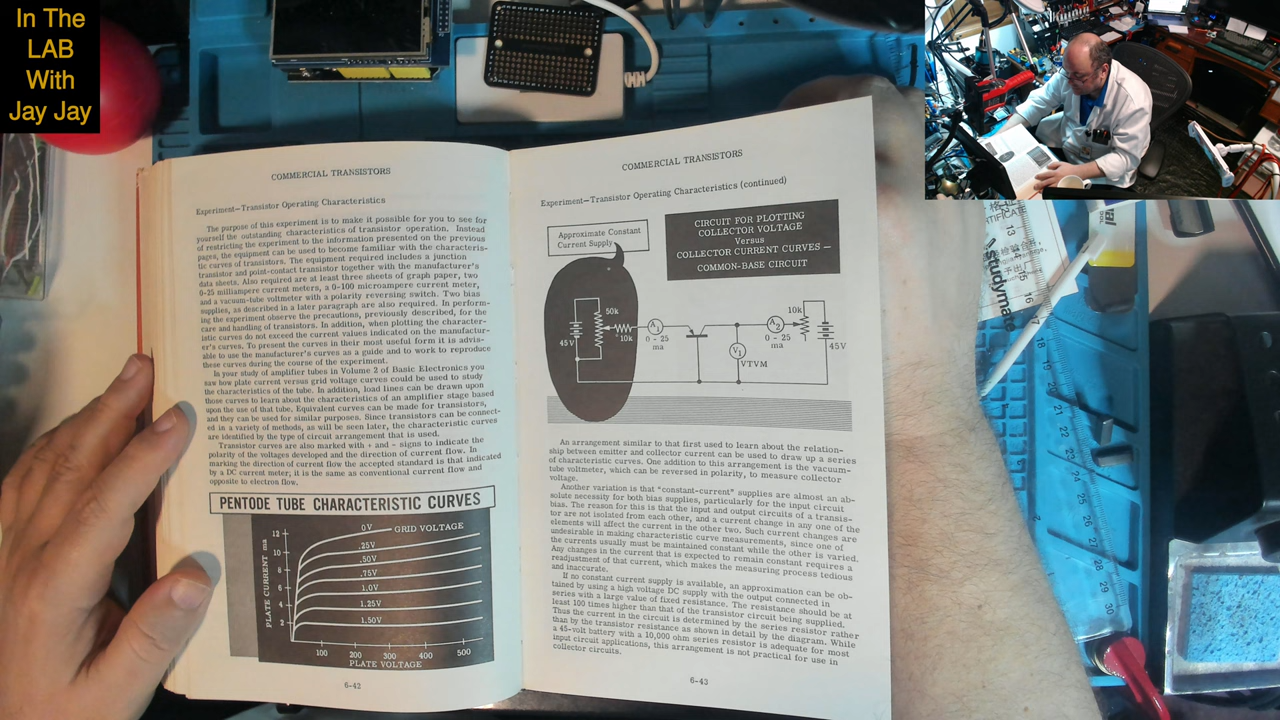 In The
LAB
With
Jay Jay
COMMERCIAL TRANSISTORS
Experiment—Transistor Operating Characteristics
The purpose of this experiment is to make it possible for you to see for
yourself the outstanding characteristics of transistor operation. Instead
of restricting the experiment to the information presented on the previous
pages, the equipment can be used to become familiar with the characteris-
tic curves of transistors. The equipment required includes a junction
transistor and point-contact transistor together with the manufacturer's
data sheets. Also required are at least three sheets of graph paper, two
0-25 milliampere current meters, a 0-100 microampere current meter,
and a vacuum-tube voltmeter with a polarity reversing switch. Two bias
supplies, as described in a later paragraph are also required. In perform-
ing the experiment observe the precautions, previously described, for the
care and handling of transistors. In addition, when plotting the character-
istic curves do not exceed the current values indicated on the manufactur-
er's curves. To present the curves in their most useful form it is advis-
able to use the manufacturer's curves as a guide and to work to reproduce
these curves during the course of the experiment.
In your study of amplifier tubes in Volume 2 of Basic Electronics you
saw how plate current versus grid voltage curves could be used to study
the characteristics of the tube. In addition, load lines can be drawn upon
those curves to learn about the characteristics of an amplifier stage based
upon the use of that tube. Equivalent curves can be made for transistors,
and they can be used for similar purposes. Since transistors can be connect-
ed in a variety of methods, as will be seen later, the characteristic curves
are identified by the type of circuit arrangement that is used.
Transistor curves are also marked with + and - signs to indicate the
polarity of the voltages developed and the direction of current flow. In
marking the direction of current flow the accepted standard is that indicated
by a DC current meter; it is the same as conventional current flow and
opposite to electron flow.
PENTODE TUBE CHARACTERISTIC CURVES
0V GRID VOLTAGE
.25V
.50V
.75V
1.0V
1.25V
1.50V
PLATE CURRENT ma
12
10
8
6
4
2
100 200 300 400 500
PLATE VOLTAGE
6-42
COMMERCIAL TRANSISTORS
Experiment—Transistor Operating Characteristics (continued)
Approximate Constant
Current Supply
CIRCUIT FOR PLOTTING
COLLECTOR VOLTAGE
Versus
COLLECTOR CURRENT CURVES —
COMMON-BASE CIRCUIT
45V
50k
10k
A1
0 - 25
ma
V1
VTVM
A2
0 - 25
ma
10k
45V
An arrangement similar to that first used to learn about the relation-
ship between emitter and collector current can be used to draw up a series
of characteristic curves. One addition to this arrangement is the vacuum-
tube voltmeter, which can be reversed in polarity, to measure collector
voltage.
Another variation is that "constant-current" supplies are almost an ab-
solute necessity for both bias supplies, particularly for the input circuit
bias. The reason for this is that the input and output circuits of a transis-
tor are not isolated from each other, and a current change in any one of the
elements will affect the current in the other two. Such current changes are
undesirable in making characteristic curve measurements, since one of
the currents usually must be maintained constant while the other is varied.
Any changes in the current that is expected to remain constant requires a
readjustment of that current, which makes the measuring process tedious
and inaccurate.
If no constant current supply is available, an approximation can be ob-
tained by using a high voltage DC supply with the output connected in
series with a large value of fixed resistance. The resistance should be at
least 100 times higher than that of the transistor circuit being supplied.
Thus the current in the circuit is determined by the series resistor rather
than by the transistor resistance as shown in detail by the diagram. While
a 45-volt battery with a 10,000 ohm series resistor is adequate for most
input circuit applications, this arrangement is not practical for use in
collector circuits.
6-43
studymate
13
15
16
17
18
19
21
22
23
24
25
26
28
29
30